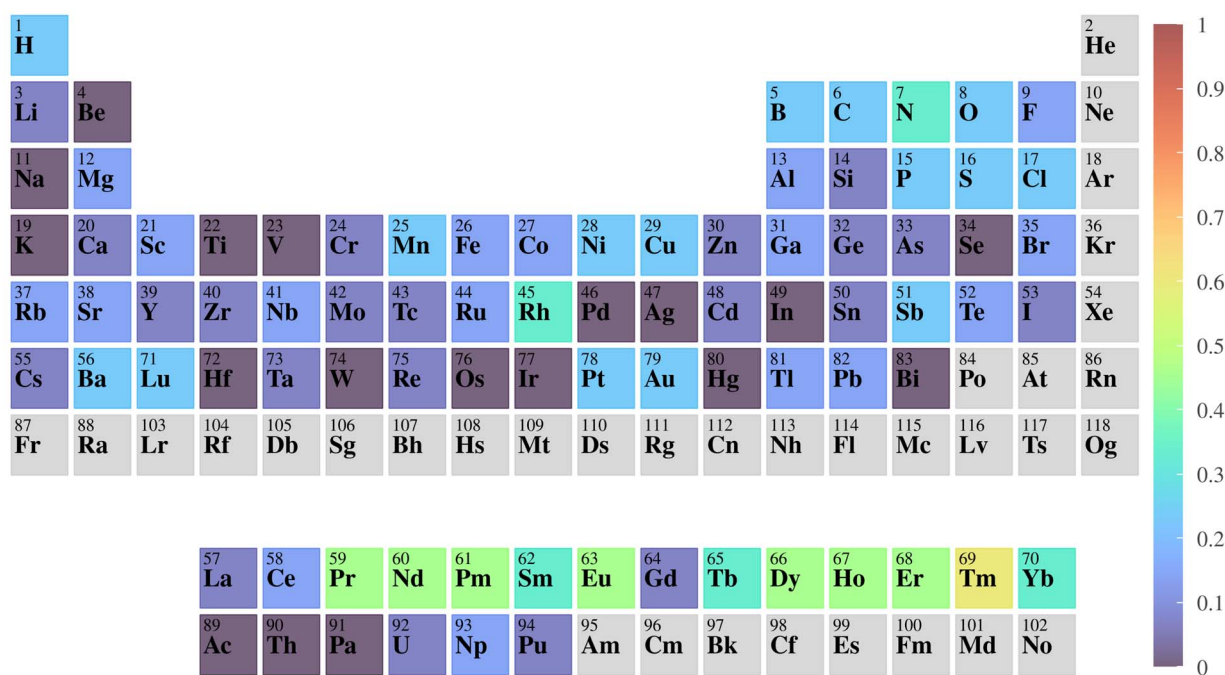 1 2 1
H He
3 4 5 6 7 8 9 10 0.9
Li Be B C N O F Ne
11 12 13 14 15 16 17 18 0.8
Na Mg Al Si P S Cl Ar
19 20 21 22 23 24 25 26 27 28 29 30 31 32 33 34 35 36 0.7
K Ca Sc Ti V Cr Mn Fe Co Ni Cu Zn Ga Ge As Se Br Kr
0.6
37 38 39 40 41 42 43 44 45 46 47 48 49 50 51 52 53 54
Rb Sr Y Zr Nb Mo Tc Ru Rh Pd Ag Cd In Sn Sb Te I Xe
0.5
55 56 71 72 73 74 75 76 77 78 79 80 81 82 83 84 85 86
Cs Ba Lu Hf Ta W Re Os Ir Pt Au Hg Tl Pb Bi Po At Rn
0.4
87 88 103 104 105 106 107 108 109 110 111 112 113 114 115 116 117 118
Fr Ra Lr Rf Db Sg Bh Hs Mt Ds Rg Cn Nh Fl Mc Lv Ts Og
0.3
0.2
57 58 59 60 61 62 63 64 65 66 67 68 69 70
La Ce Pr Nd Pm Sm Eu Gd Tb Dy Ho Er Tm Yb
0.1
89 90 91 92 93 94 95 96 97 98 99 100 101 102
Ac Th Pa U Np Pu Am Cm Bk Cf Es Fm Md No
0